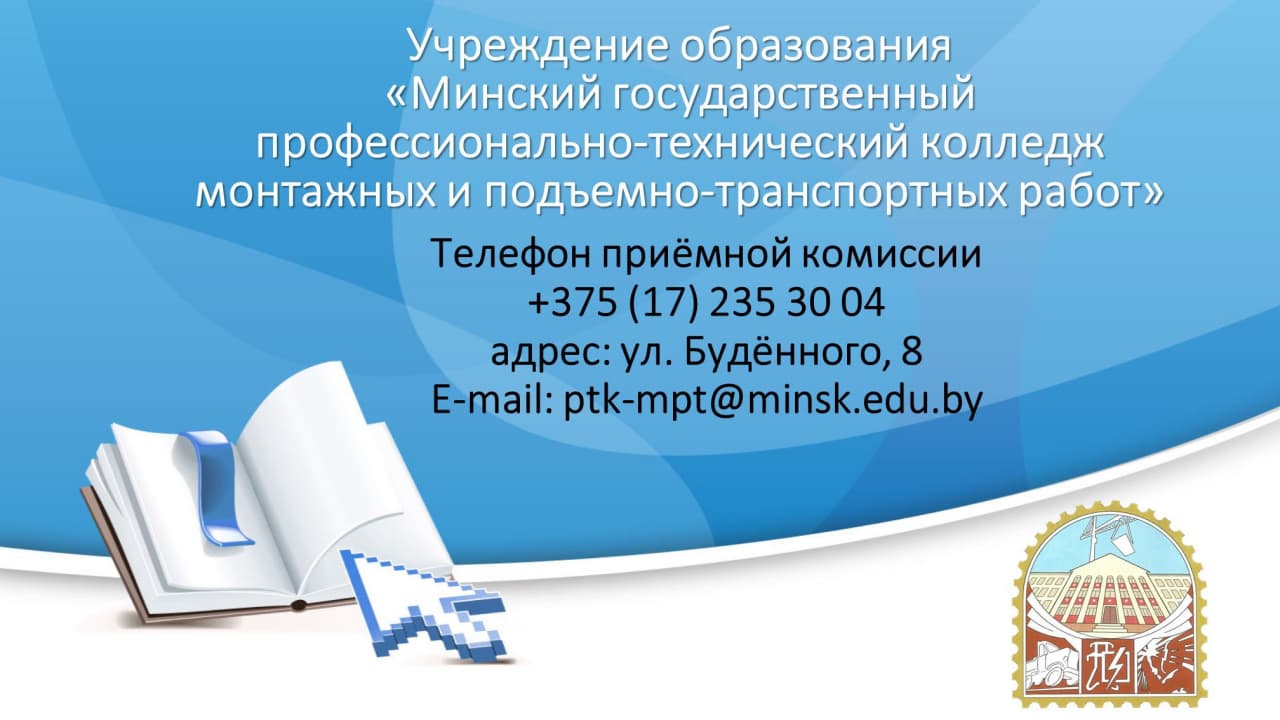 Учреждение образования
«Минский государственный
профессионально-технический колледж
монтажных и подъемно-транспортных работ»
Телефон приёмной комиссии
+375 (17) 235 30 04
адрес: ул. Будённого, 8
E-mail: ptk-mpt@minsk.edu.by